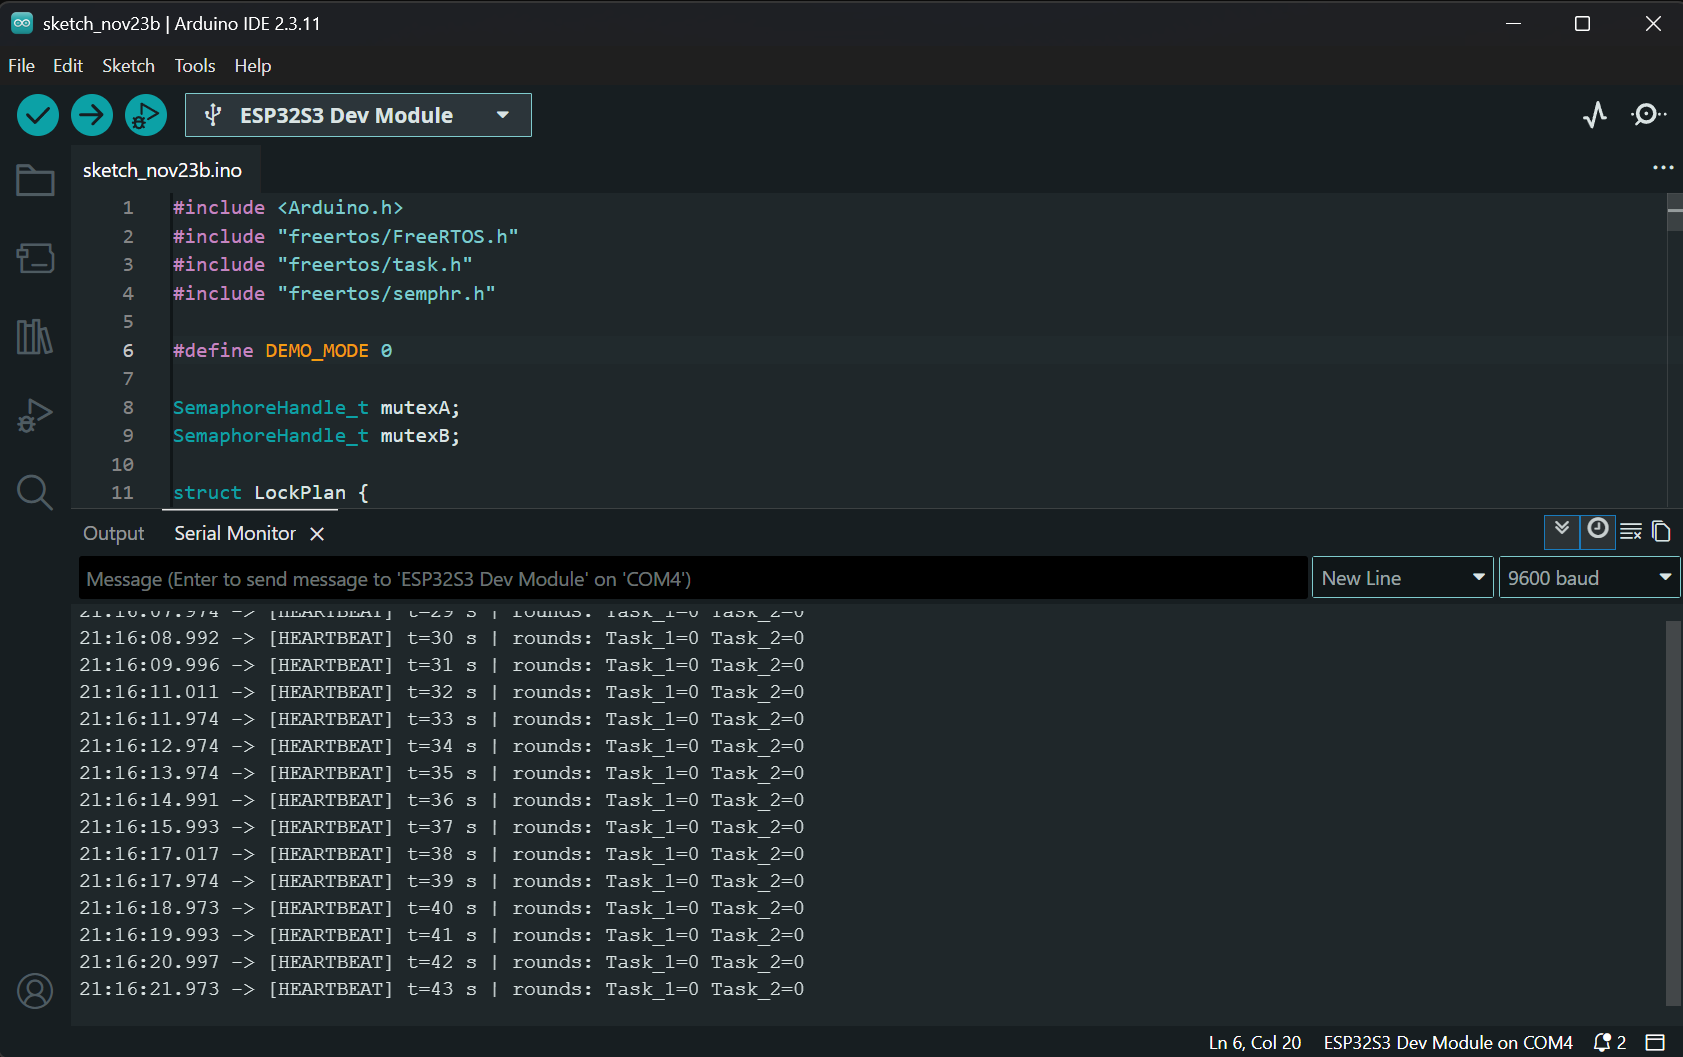 sketch_nov23b | Arduino IDE 2.3.11
File Edit Sketch Tools Help
ESP32S3 Dev Module
sketch_nov23b.ino
1 #include <Arduino.h>
2 #include "freertos/FreeRTOS.h"
3 #include "freertos/task.h"
4 #include "freertos/semphr.h"
5
6 #define DEMO_MODE 0
7
8 SemaphoreHandle_t mutexA;
9 SemaphoreHandle_t mutexB;
10
11 struct LockPlan {
Output Serial Monitor
Message (Enter to send message to 'ESP32S3 Dev Module' on 'COM4') New Line 9600 baud
21:16:07.974 -> [HEARTBEAT] t=29 s | rounds: Task_1=0 Task_2=0
21:16:08.992 -> [HEARTBEAT] t=30 s | rounds: Task_1=0 Task_2=0
21:16:09.996 -> [HEARTBEAT] t=31 s | rounds: Task_1=0 Task_2=0
21:16:11.011 -> [HEARTBEAT] t=32 s | rounds: Task_1=0 Task_2=0
21:16:11.974 -> [HEARTBEAT] t=33 s | rounds: Task_1=0 Task_2=0
21:16:12.974 -> [HEARTBEAT] t=34 s | rounds: Task_1=0 Task_2=0
21:16:13.974 -> [HEARTBEAT] t=35 s | rounds: Task_1=0 Task_2=0
21:16:14.991 -> [HEARTBEAT] t=36 s | rounds: Task_1=0 Task_2=0
21:16:15.993 -> [HEARTBEAT] t=37 s | rounds: Task_1=0 Task_2=0
21:16:17.017 -> [HEARTBEAT] t=38 s | rounds: Task_1=0 Task_2=0
21:16:17.974 -> [HEARTBEAT] t=39 s | rounds: Task_1=0 Task_2=0
21:16:18.973 -> [HEARTBEAT] t=40 s | rounds: Task_1=0 Task_2=0
21:16:19.993 -> [HEARTBEAT] t=41 s | rounds: Task_1=0 Task_2=0
21:16:20.997 -> [HEARTBEAT] t=42 s | rounds: Task_1=0 Task_2=0
21:16:21.973 -> [HEARTBEAT] t=43 s | rounds: Task_1=0 Task_2=0
Ln 6, Col 20 ESP32S3 Dev Module on COM4 2